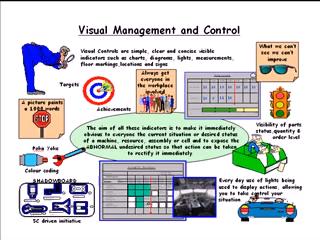 Visual Management and Control
Visual Controls are simple, clear and concise visible
indicators such as charts, diagrams, lights, measurements,
floor markings, locations and signs
What we can't
see we can't
improve
Always get
everyone in
the workplace
involved
Targets
Achievements
A picture paints
a 1,000 words
STOP
Visibility of parts
status, quantity &
order level
The aim of all these indicators is to make it immediately
obvious to everyone the current situation or desired status
of a machine, resource, assembly or cell and to expose the
ABNORMAL undesired status so that action can be taken
to rectify it immediately
Poka Yoke
Colour coding
SHADOWBOARD
5C driven initiative
Every day use of lights being
used to display actions, allowing
you to take control your
situation